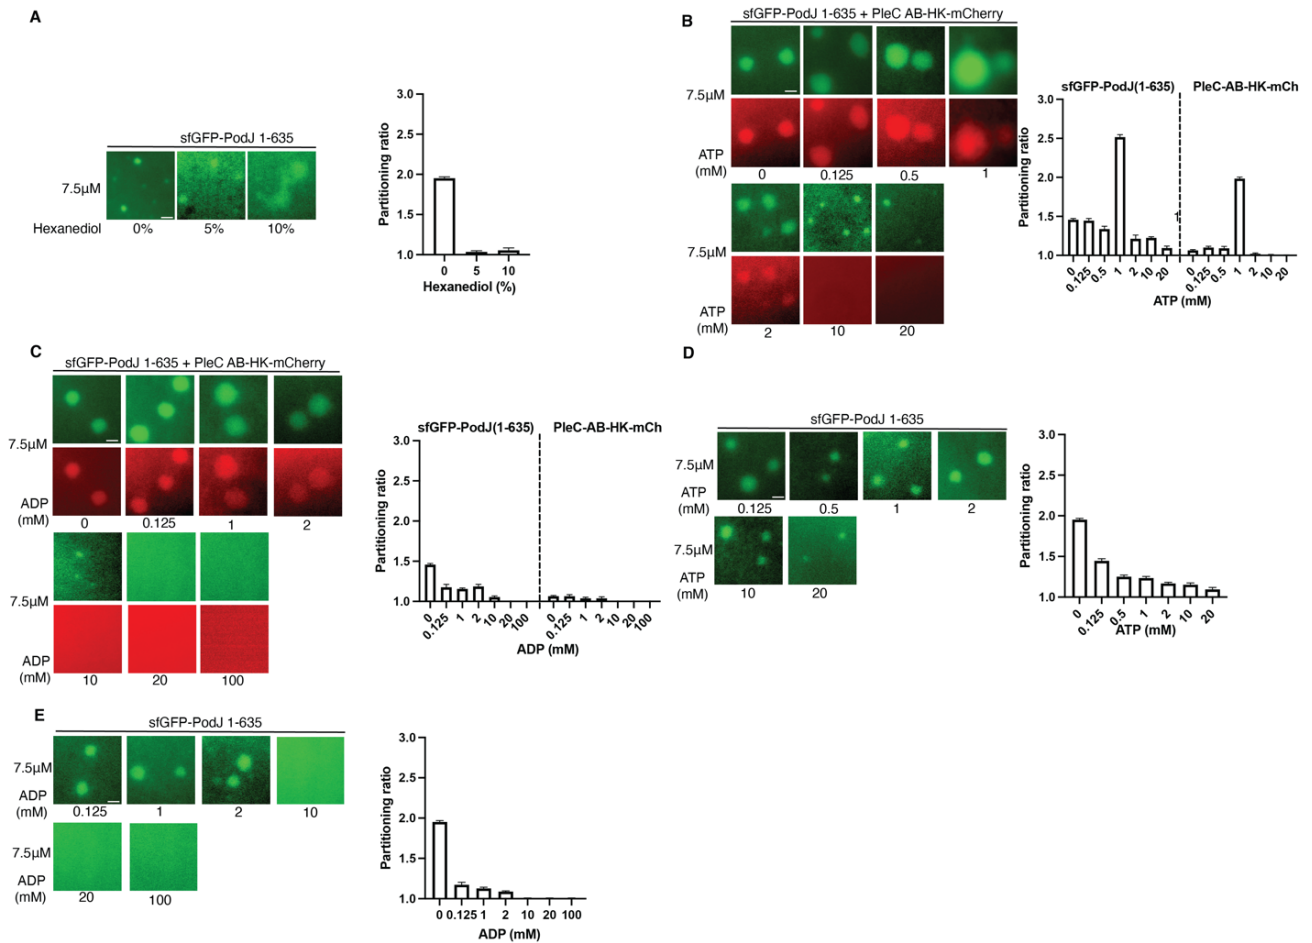 A
sfGFP-PodJ 1-635
7.5μM
Hexanediol 0% 5% 10%
Partitioning ratio
3.0
2.5
2.0
1.5
1.0
0 5 10
Hexanediol (%)
B
sfGFP-PodJ 1-635 + PleC AB-HK-mCherry
7.5μM
ATP
(mM)
0 0.125 0.5 1
7.5μM
ATP
(mM)
2 10 20
sfGFP-PodJ(1-635) PleC-AB-HK-mCh
Partitioning ratio
3.0
2.5
2.0
1.5
1.0
1
0 0.125 0.5 1 2 10 20 0 0.125 0.5 1 2 10 20
ATP (mM)
C
sfGFP-PodJ 1-635 + PleC AB-HK-mCherry
7.5μM
ADP
(mM)
0 0.125 1 2
7.5μM
ADP
(mM)
10 20 100
sfGFP-PodJ(1-635) PleC-AB-HK-mCh
Partitioning ratio
3.0
2.5
2.0
1.5
1.0
0 0.125 1 2 10 20 100 0 0.125 1 2 10 20 100
ADP (mM)
D
sfGFP-PodJ 1-635
7.5μM
ATP
(mM)
0.125 0.5 1 2
7.5μM
ATP
(mM)
10 20
Partitioning ratio
3.0
2.5
2.0
1.5
1.0
0 0.125 0.5 1 2 10 20
ATP (mM)
E
sfGFP-PodJ 1-635
7.5μM
ADP
(mM)
0.125 1 2 10
7.5μM
ADP
(mM)
20 100
Partitioning ratio
3.0
2.5
2.0
1.5
1.0
0 0.125 1 2 10 20 100
ADP (mM)